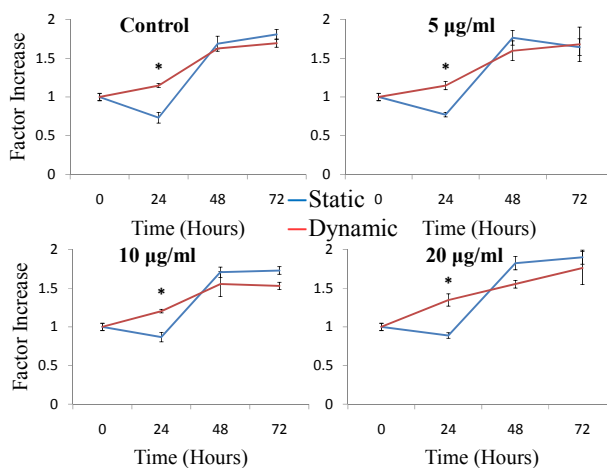 Control
Factor Increase
2
1.5
1
0.5
0
*
0 24 48 72
Time (Hours)
5 µg/ml
2
1.5
1
0.5
0
*
0 24 48 72
Time (Hours)
Static
Dynamic
10 µg/ml
Factor Increase
2
1.5
1
0.5
0
*
0 24 48 72
Time (Hours)
20 µg/ml
2
1.5
1
0.5
0
*
0 24 48 72
Time (Hours)